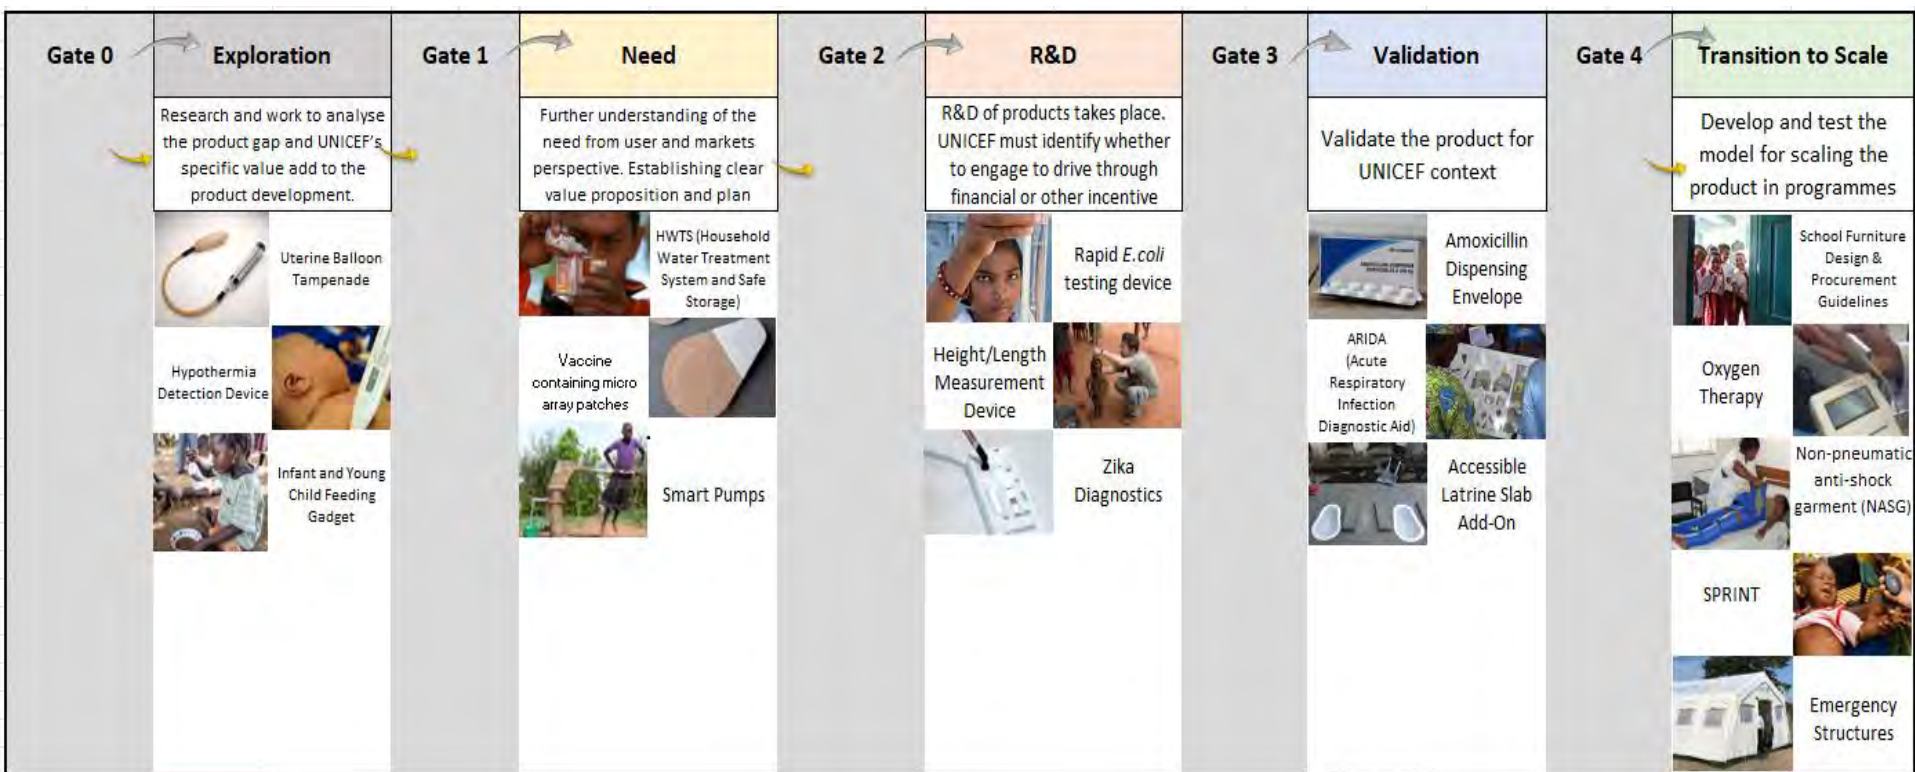 Gate 0
Exploration
Gate 1
Need
Gate 2
R&D
Gate 3
Validation
Gate 4
Transition to Scale
Research and work to analyse
the product gap and UNICEF's
specific value add to the
product development.
Further understanding of the
need from user and markets
perspective. Establishing clear
value proposition and plan
R&D of products takes place.
UNICEF must identify whether
to engage to drive through
financial or other incentive
Validate the product for
UNICEF context
Develop and test the
model for scaling the
product in programmes
Uterine Balloon
Tampenade
Hypothermia
Detection Device
Infant and Young
Child Feeding
Gadget
HWTS (Household
Water Treatment
System and Safe
Storage)
Vaccine
containing micro
array patches
Smart Pumps
Rapid E.coli
testing device
Height/Length
Measurement
Device
Zika
Diagnostics
Amoxicillin
Dispensing
Envelope
ARIDA
(Acute
Respiratory
Infection
Diagnostic Aid)
Accessible
Latrine Slab
Add-On
School Furniture
Design &
Procurement
Guidelines
Oxygen
Therapy
Non-pneumatic
anti-shock
garment (NASG)
SPRINT
Emergency
Structures